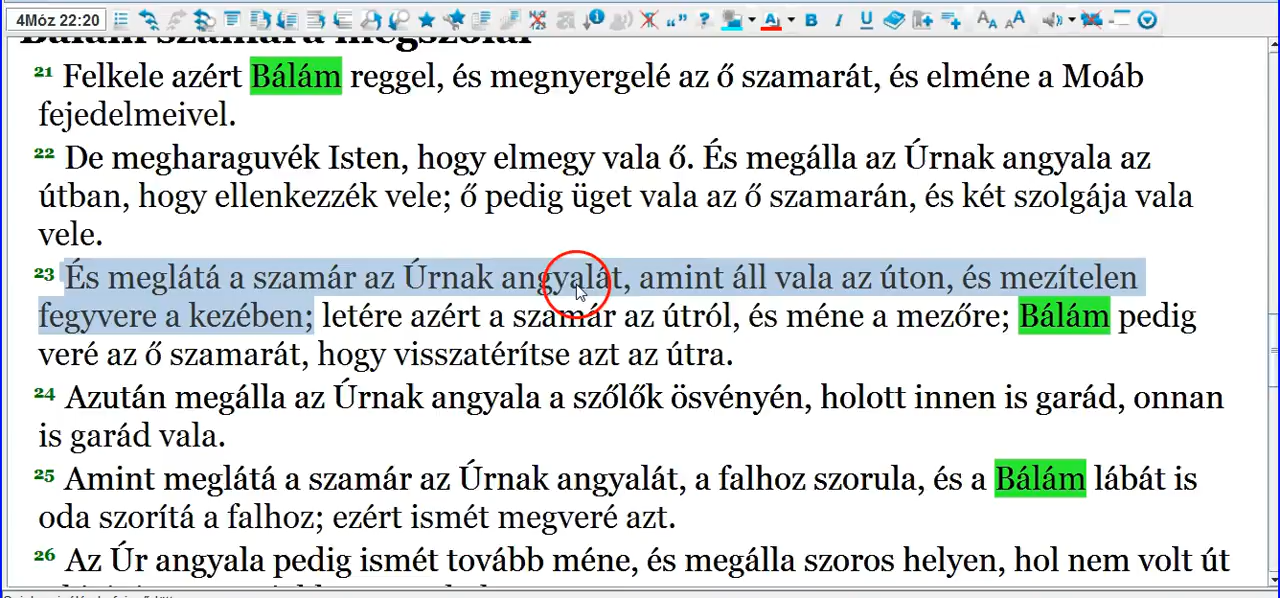 4Móz 22:20
Bálám szamara megszólal
21 Felkele azért Bálám reggel, és megnyergelé az ő szamarát, és elméne a Moáb
fejedelmeivel.
22 De megharaguvék Isten, hogy elmegy vala ő. És megálla az Úrnak angyala az
útban, hogy ellenkezzék vele; ő pedig üget vala az ő szamarán, és két szolgája vala
vele.
23 És meglátá a szamár az Úrnak angyalát, amint áll vala az úton, és mezítelen
fegyvere a kezében; letére azért a szamár az útról, és méne a mezőre; Bálám pedig
veré az ő szamarát, hogy visszatérítse azt az útra.
24 Azután megálla az Úrnak angyala a szőlők ösvényén, holott innen is garád, onnan
is garád vala.
25 Amint meglátá a szamár az Úrnak angyalát, a falhoz szorula, és a Bálám lábát is
oda szorítá a falhoz; ezért ismét megveré azt.
26 Az Úr angyala pedig ismét tovább méne, és megálla szoros helyen, hol nem volt út